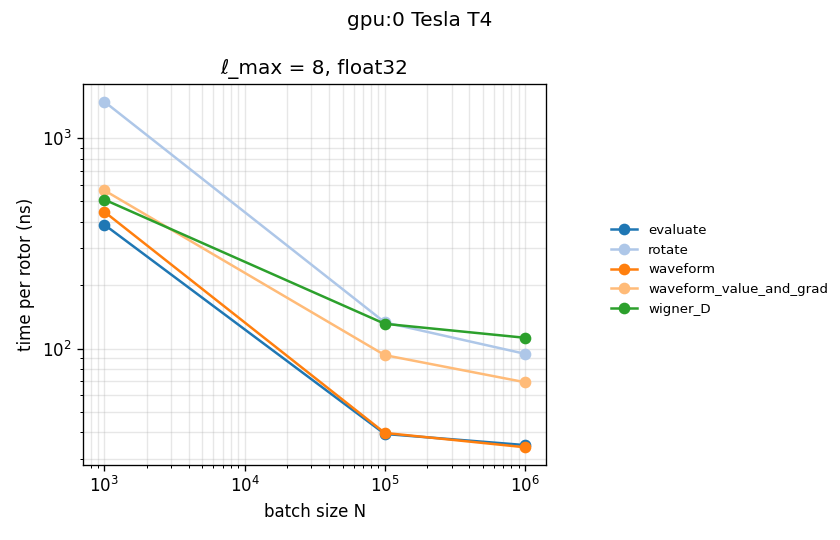 gpu:0 Tesla T4
ℓ_max = 8, float32
time per rotor (ns)
10³
10²
10³
10⁴
10⁵
10⁶
batch size N
evaluate
rotate
waveform
waveform_value_and_grad
wigner_D